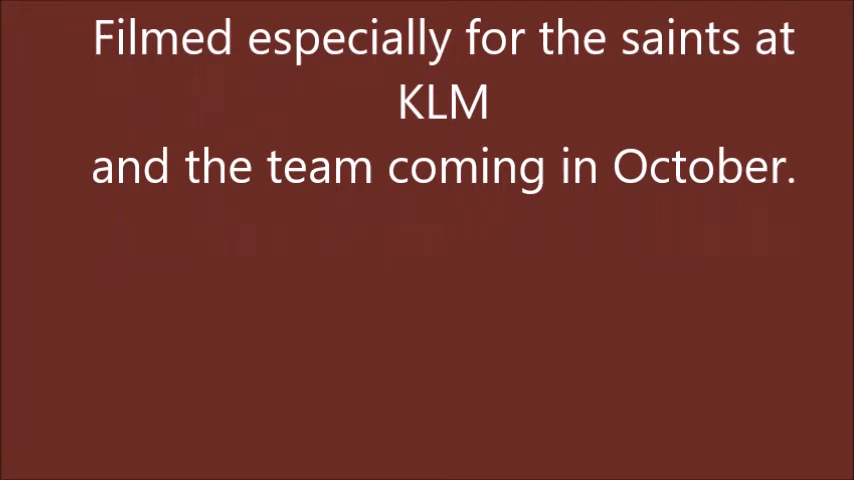 Filmed especially for the saints at
KLM
and the team coming in October.